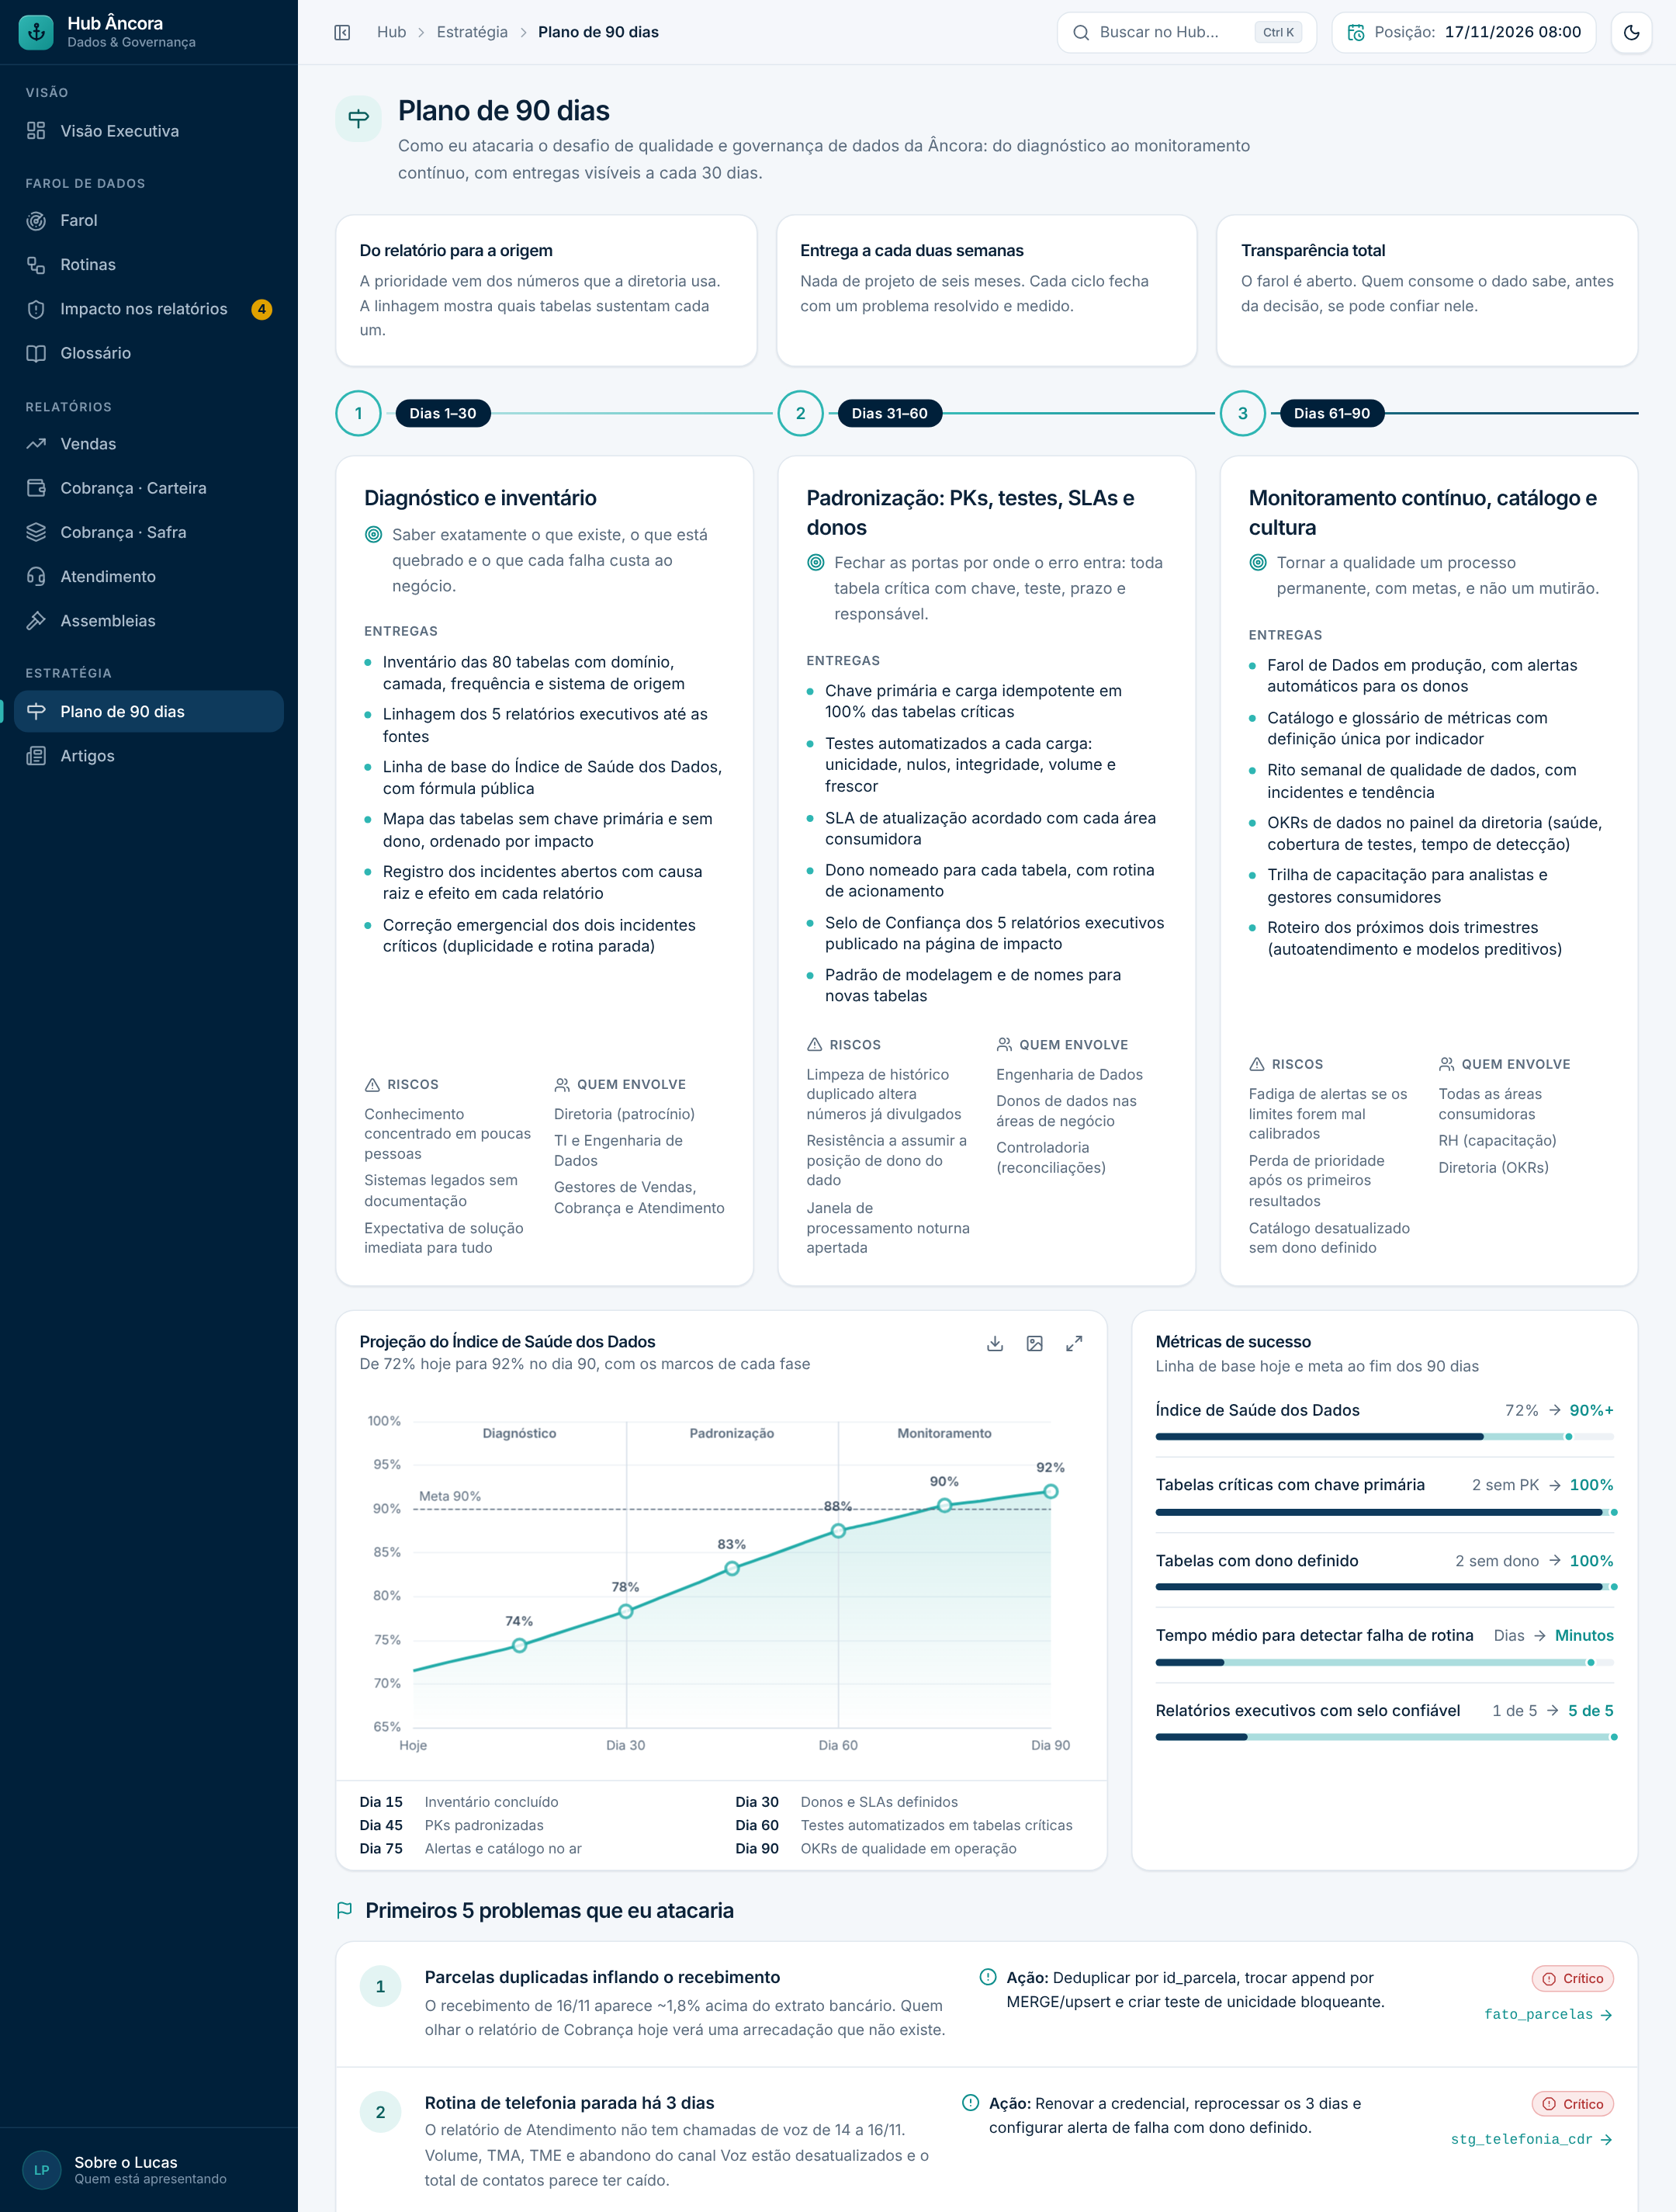 Hub Âncora
Dados & Governança
VISÃO
Visão Executiva
FAROL DE DADOS
Farol
Rotinas
Impacto nos relatórios 4
Glossário
RELATÓRIOS
Vendas
Cobrança · Carteira
Cobrança · Safra
Atendimento
Assembleias
ESTRATÉGIA
Plano de 90 dias
Artigos
LP
Sobre o Lucas
Quem está apresentando
Hub > Estratégia > Plano de 90 dias
Buscar no Hub... Ctrl K
Posição: 17/11/2026 08:00
Plano de 90 dias
Como eu atacaria o desafio de qualidade e governança de dados da Âncora: do diagnóstico ao monitoramento
contínuo, com entregas visíveis a cada 30 dias.
Do relatório para a origem
A prioridade vem dos números que a diretoria usa.
A linhagem mostra quais tabelas sustentam cada
um.
Entrega a cada duas semanas
Nada de projeto de seis meses. Cada ciclo fecha
com um problema resolvido e medido.
Transparência total
O farol é aberto. Quem consome o dado sabe, antes
da decisão, se pode confiar nele.
1 Dias 1–30
2 Dias 31–60
3 Dias 61–90
Diagnóstico e inventário
Saber exatamente o que existe, o que está
quebrado e o que cada falha custa ao
negócio.
ENTREGAS
Inventário das 80 tabelas com domínio,
camada, frequência e sistema de origem
Linhagem dos 5 relatórios executivos até as
fontes
Linha de base do Índice de Saúde dos Dados,
com fórmula pública
Mapa das tabelas sem chave primária e sem
dono, ordenado por impacto
Registro dos incidentes abertos com causa
raiz e efeito em cada relatório
Correção emergencial dos dois incidentes
críticos (duplicidade e rotina parada)
RISCOS
Conhecimento
concentrado em poucas
pessoas
Sistemas legados sem
documentação
Expectativa de solução
imediata para tudo
QUEM ENVOLVE
Diretoria (patrocínio)
TI e Engenharia de
Dados
Gestores de Vendas,
Cobrança e Atendimento
Padronização: PKs, testes, SLAs e
donos
Fechar as portas por onde o erro entra: toda
tabela crítica com chave, teste, prazo e
responsável.
ENTREGAS
Chave primária e carga idempotente em
100% das tabelas críticas
Testes automatizados a cada carga:
unicidade, nulos, integridade, volume e
frescor
SLA de atualização acordado com cada área
consumidora
Dono nomeado para cada tabela, com rotina
de acionamento
Selo de Confiança dos 5 relatórios executivos
publicado na página de impacto
Padrão de modelagem e de nomes para
novas tabelas
RISCOS
Limpeza de histórico
duplicado altera
números já divulgados
Resistência a assumir a
posição de dono do
dado
Janela de
processamento noturna
apertada
QUEM ENVOLVE
Engenharia de Dados
Donos de dados nas
áreas de negócio
Controladoria
(reconciliações)
Monitoramento contínuo, catálogo e
cultura
Tornar a qualidade um processo
permanente, com metas, e não um mutirão.
ENTREGAS
Farol de Dados em produção, com alertas
automáticos para os donos
Catálogo e glossário de métricas com
definição única por indicador
Rito semanal de qualidade de dados, com
incidentes e tendência
OKRs de dados no painel da diretoria (saúde,
cobertura de testes, tempo de detecção)
Trilha de capacitação para analistas e
gestores consumidores
Roteiro dos próximos dois trimestres
(autoatendimento e modelos preditivos)
RISCOS
Fadiga de alertas se os
limites forem mal
calibrados
Perda de prioridade
após os primeiros
resultados
Catálogo desatualizado
sem dono definido
QUEM ENVOLVE
Todas as áreas
consumidoras
RH (capacitação)
Diretoria (OKRs)
Projeção do Índice de Saúde dos Dados
De 72% hoje para 92% no dia 90, com os marcos de cada fase
100%
95%
90%
85%
80%
75%
70%
65%
Diagnóstico
Padronização
Monitoramento
Meta 90%
74%
78%
83%
88%
90%
92%
Hoje
Dia 30
Dia 60
Dia 90
Dia 15 Inventário concluído
Dia 30 Donos e SLAs definidos
Dia 45 PKs padronizadas
Dia 60 Testes automatizados em tabelas críticas
Dia 75 Alertas e catálogo no ar
Dia 90 OKRs de qualidade em operação
Métricas de sucesso
Linha de base hoje e meta ao fim dos 90 dias
Índice de Saúde dos Dados 72% → 90%+
Tabelas críticas com chave primária 2 sem PK → 100%
Tabelas com dono definido 2 sem dono → 100%
Tempo médio para detectar falha de rotina Dias → Minutos
Relatórios executivos com selo confiável 1 de 5 → 5 de 5
Primeiros 5 problemas que eu atacaria
1
Parcelas duplicadas inflando o recebimento
O recebimento de 16/11 aparece ~1,8% acima do extrato bancário. Quem
olhar o relatório de Cobrança hoje verá uma arrecadação que não existe.
Ação: Deduplicar por id_parcela, trocar append por
MERGE/upsert e criar teste de unicidade bloqueante.
Crítico
fato_parcelas →
2
Rotina de telefonia parada há 3 dias
O relatório de Atendimento não tem chamadas de voz de 14 a 16/11.
Volume, TMA, TME e abandono do canal Voz estão desatualizados e o
total de contatos parece ter caído.
Ação: Renovar a credencial, reprocessar os 3 dias e
configurar alerta de falha com dono definido.
Crítico
stg_telefonia_cdr →